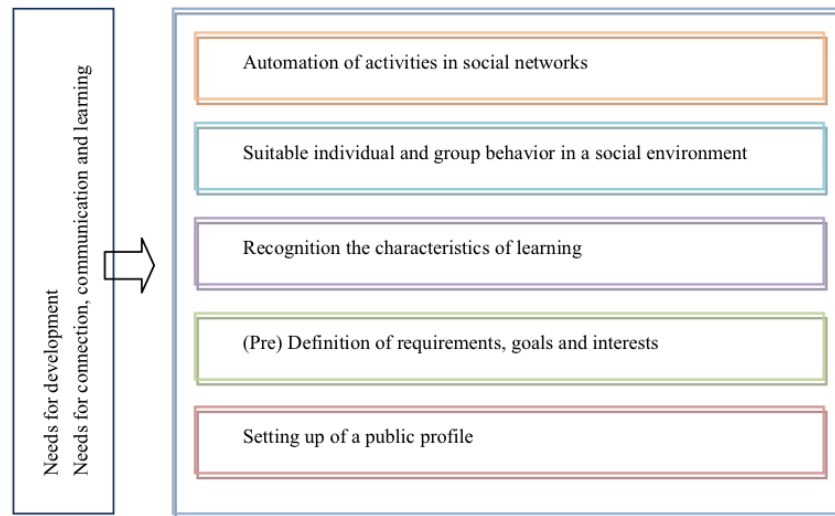 Needs for development
Needs for connection, communication and learning
Automation of activities in social networks
Suitable individual and group behavior in a social environment
Recognition the characteristics of learning
(Pre) Definition of requirements, goals and interests
Setting up of a public profile